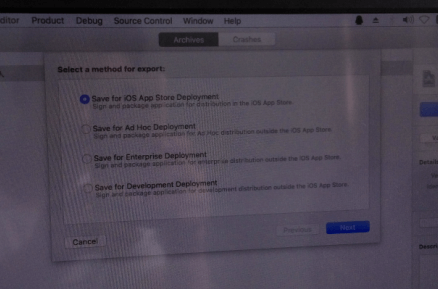 ditor Product Debug Source Control Window Help
Archives Crashes
Select a method for export:
Save for iOS App Store Deployment
Sign and package application for distribution in the iOS App Store.
Save for Ad Hoc Deployment
Sign and package application for Ad Hoc distribution outside the iOS App Store.
Save for Enterprise Deployment
Sign and package application for enterprise distribution outside the iOS App Store.
Save for Development Deployment
Sign and package application for development distribution outside the iOS App Store.
Cancel Previous Next
Details
Descri